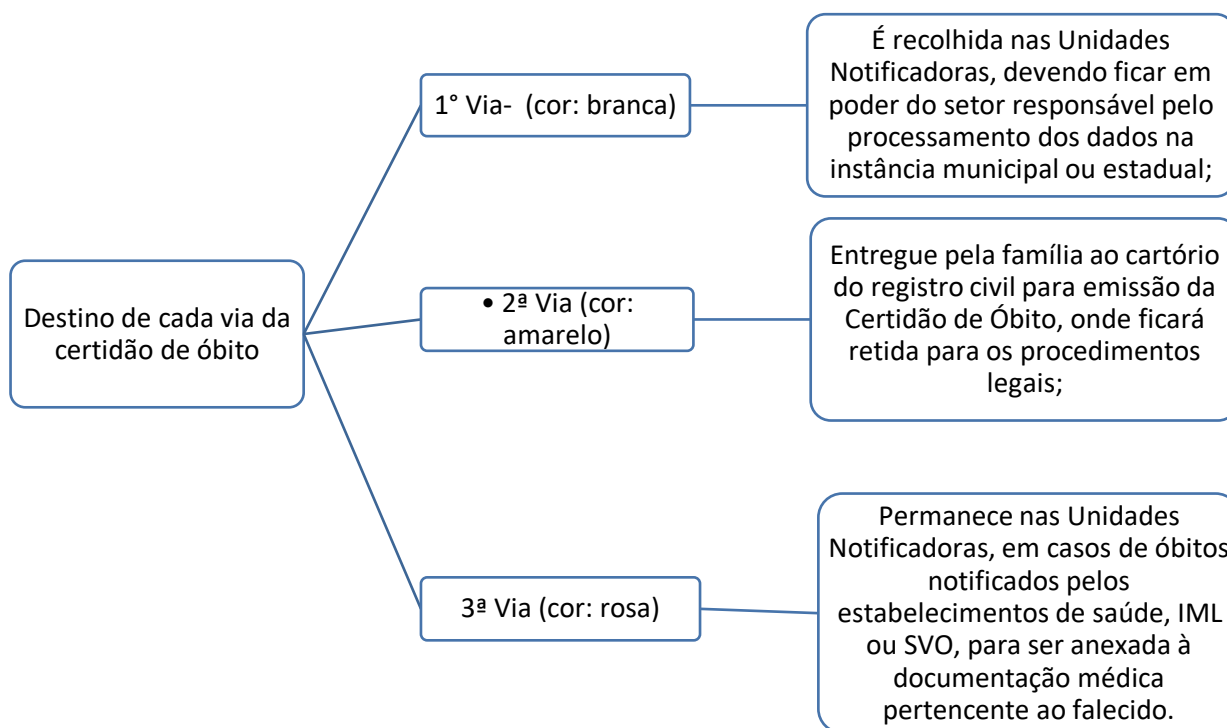 Destino de cada via da
certidão de óbito
1° Via- (cor: branca)
É recolhida nas Unidades
Notificadoras, devendo ficar em
poder do setor responsável pelo
processamento dos dados na
instância municipal ou estadual;
• 2ª Via (cor:
amarelo)
Entregue pela família ao cartório
do registro civil para emissão da
Certidão de Óbito, onde ficará
retida para os procedimentos
legais;
3ª Via (cor: rosa)
Permanece nas Unidades
Notificadoras, em casos de óbitos
notificados pelos
estabelecimentos de saúde, IML
ou SVO, para ser anexada à
documentação médica
pertencente ao falecido.